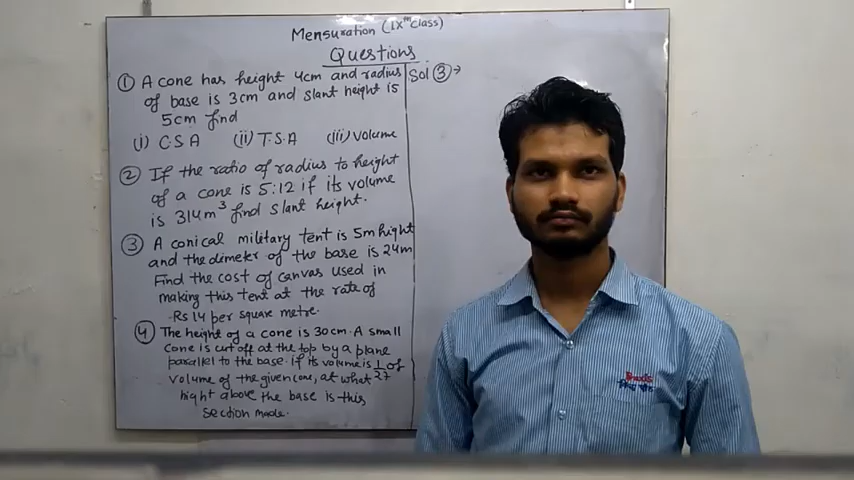 Mensuration (IXth class)
Questions
① A cone has height 4cm and radius
of base is 3cm and slant height is
5cm find
(i) C.S.A (ii) T.S.A (iii) volume
② If the ratio of radius to height
of a cone is 5:12 if its volume
is 314m³ find slant height.
③ A conical military tent is 5m hight
and the dimeter of the base is 24m
Find the cost of canvas used in
making this tent at the rate of
Rs 14 per square metre.
④ The height of a cone is 30cm. A small
cone is cut off at the top by a plane
parallel to the base. if its volume is 1/27 of
volume of the given cone, at what
hight above the base is this
section made.
Sol ③→